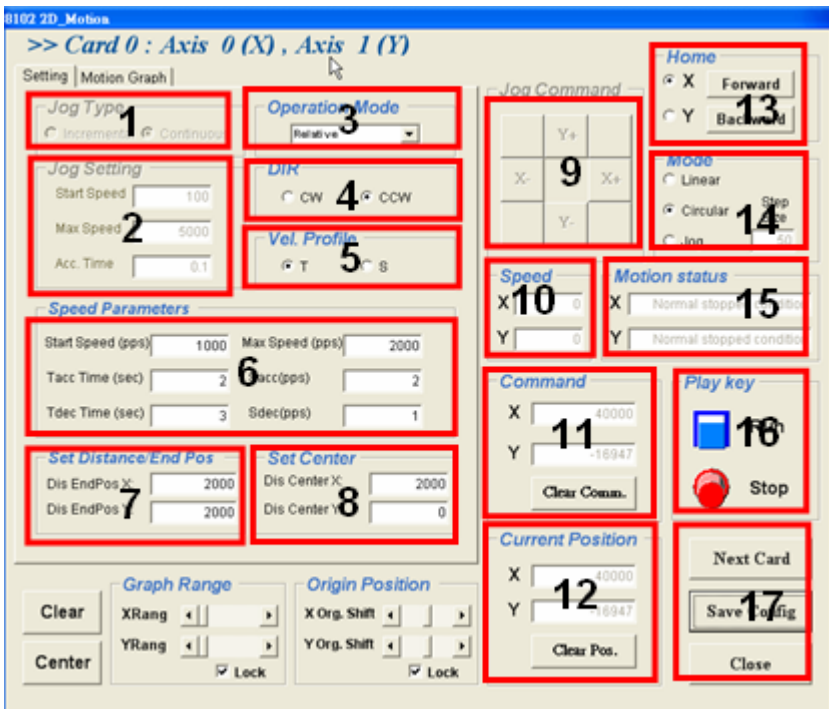 8102 2D_Motion
>> Card 0 : Axis 0 (X) , Axis 1 (Y)
Setting Motion Graph
Jog Type
Incremental Continuous
1
Jog Setting
Start Speed 100
Max Speed 5000
Acc. Time 0.1
2
Operation Mode
Relative
3
DIR
CW CCW
4
Vel. Profile
T S
5
Speed Parameters
Start Speed (pps) 1000 Max Speed (pps) 2000
Tacc Time (sec) 2 Sacc(pps) 2
Tdec Time (sec) 3 Sdec(pps) 1
6
Set Distance/End Pos
Dis EndPos X: 2000
Dis EndPos Y: 2000
7
Set Center
Dis Center X: 2000
Dis Center Y: 0
8
Clear
Center
Graph Range
XRang
YRang
Lock
Origin Position
X Org. Shift
Y Org. Shift
Lock
Jog Command
Y+
X- X+
Y-
9
Speed
X 0
Y 0
10
Command
X 40000
Y -16947
Clear Comm.
11
Current Position
X 40000
Y -16947
Clear Pos.
12
Home
X Forward
Y Backward
13
Mode
Linear
Circular Step Size
Jog 50
14
Motion status
X Normal stopped condition
Y Normal stopped condition
15
Play key
Run
Stop
16
Next Card
Save Config
Close
17